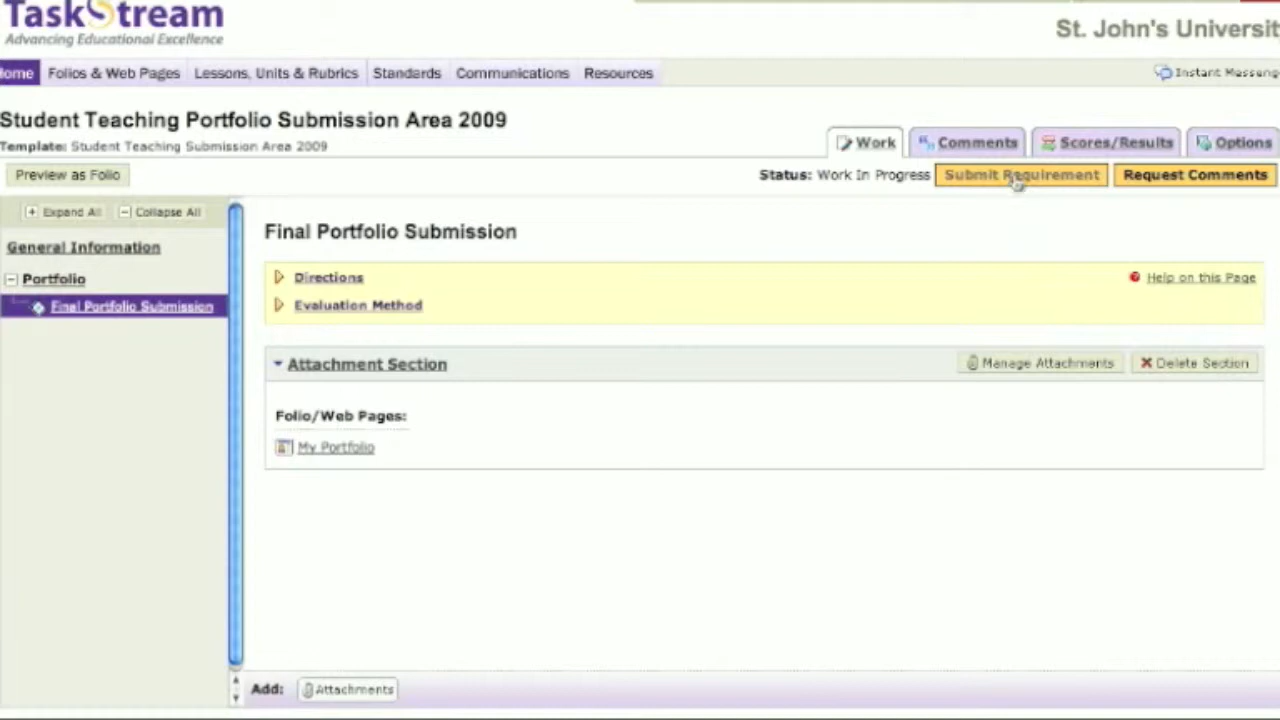 TaskStream
Advancing Educational Excellence
St. John's Universit
Home Folios & Web Pages Lessons, Units & Rubrics Standards Communications Resources
Instant Messeng
Student Teaching Portfolio Submission Area 2009
Template: Student Teaching Submission Area 2009
Work Comments Scores/Results Options
Preview as Folio
Status: Work In Progress Submit Requirement Request Comments
Expand All Collapse All
General Information
Portfolio
Final Portfolio Submission
Final Portfolio Submission
Directions
Help on this Page
Evaluation Method
Attachment Section
Manage Attachments Delete Section
Folio/Web Pages:
My Portfolio
Add: Attachments